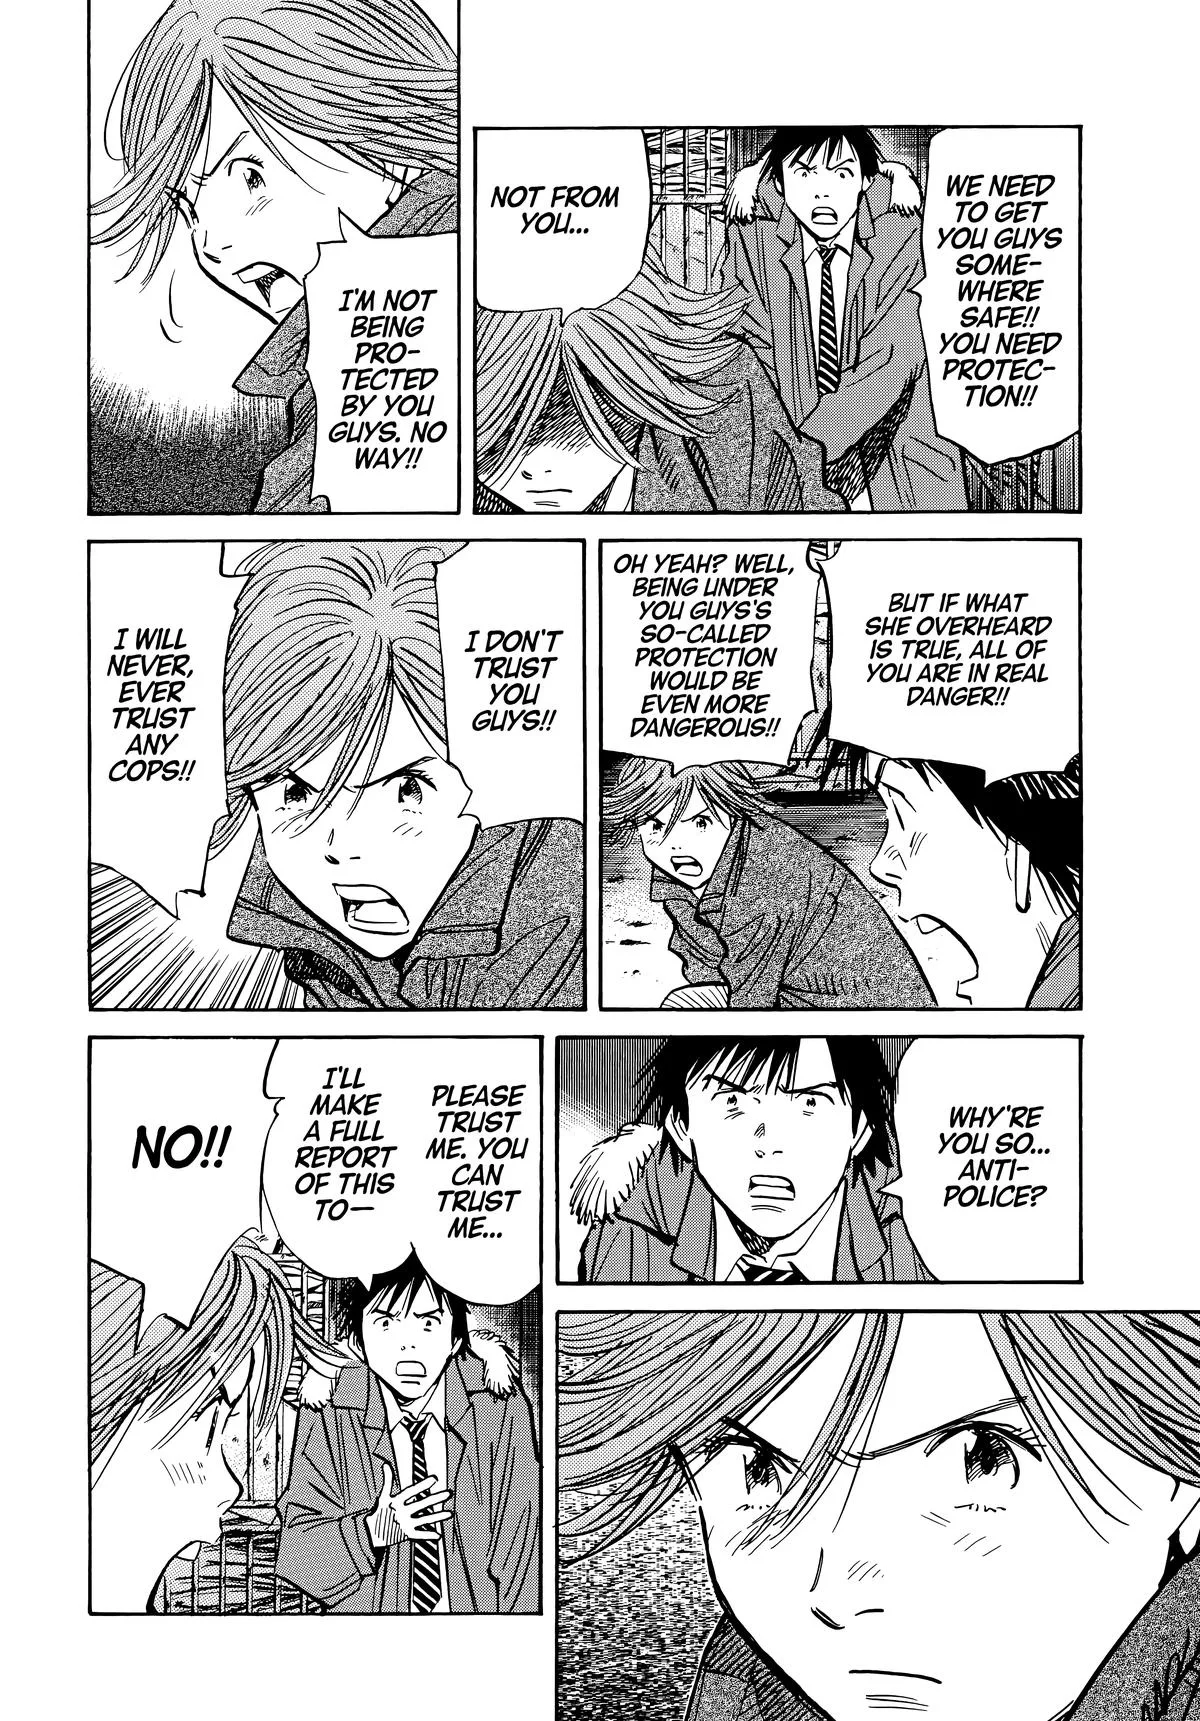 WE NEED
TO GET
YOU GUYS
SOME-
WHERE
SAFE!!
YOU NEED
PROTEC-
TION!!
NOT FROM
YOU...
I'M NOT
BEING
PRO-
TECTED
BY YOU
GUYS. NO
WAY!!
BUT IF WHAT
SHE OVERHEARD
IS TRUE, ALL OF
YOU ARE IN REAL
DANGER!!
OH YEAH? WELL,
BEING UNDER
YOU GUYS'S
SO-CALLED
PROTECTION
WOULD BE
EVEN MORE
DANGEROUS!!
I DON'T
TRUST
YOU
GUYS!!
I WILL
NEVER,
EVER
TRUST
ANY
COPS!!
WHY'RE
YOU SO...
ANTI-
POLICE?
PLEASE
TRUST
ME. YOU
CAN
TRUST
ME...
I'LL
MAKE
A FULL
REPORT
OF THIS
TO—
NO!!